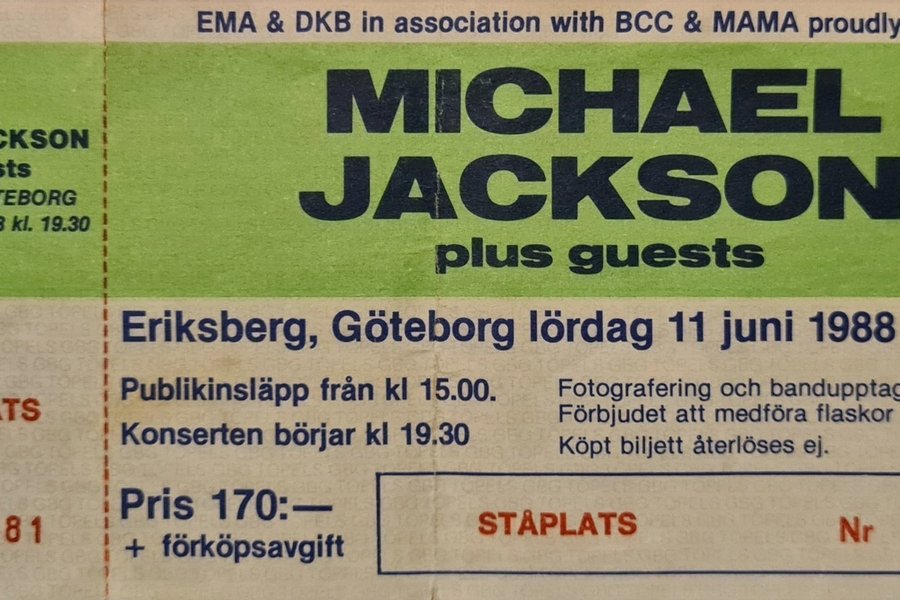 EMA & DKB in association with BCC & MAMA proudly
MICHAEL
JACKSON
plus guests
CKSON
sts
TEBORG
8 kl. 19.30
Eriksberg, Göteborg lördag 11 juni 1988
Publikinsläpp från kl 15.00.
Konserten börjar kl 19.30
Fotografering och bandupptag
Förbjudet att medföra flaskor
Köpt biljett återlöses ej.
Pris 170:—
+ förköpsavgift
STÅPLATS
Nr
ATS
81